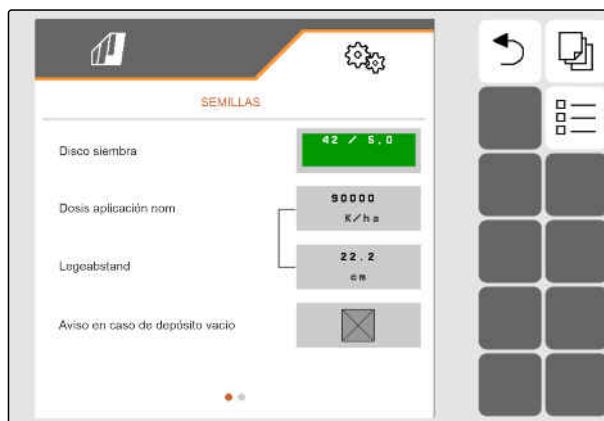 SEMILLAS
Disco siembra
42 / 5,0
Dosis aplicación nom
90000
K/ha
Legeabstand
22.2
cm
Aviso en caso de depósito vacio